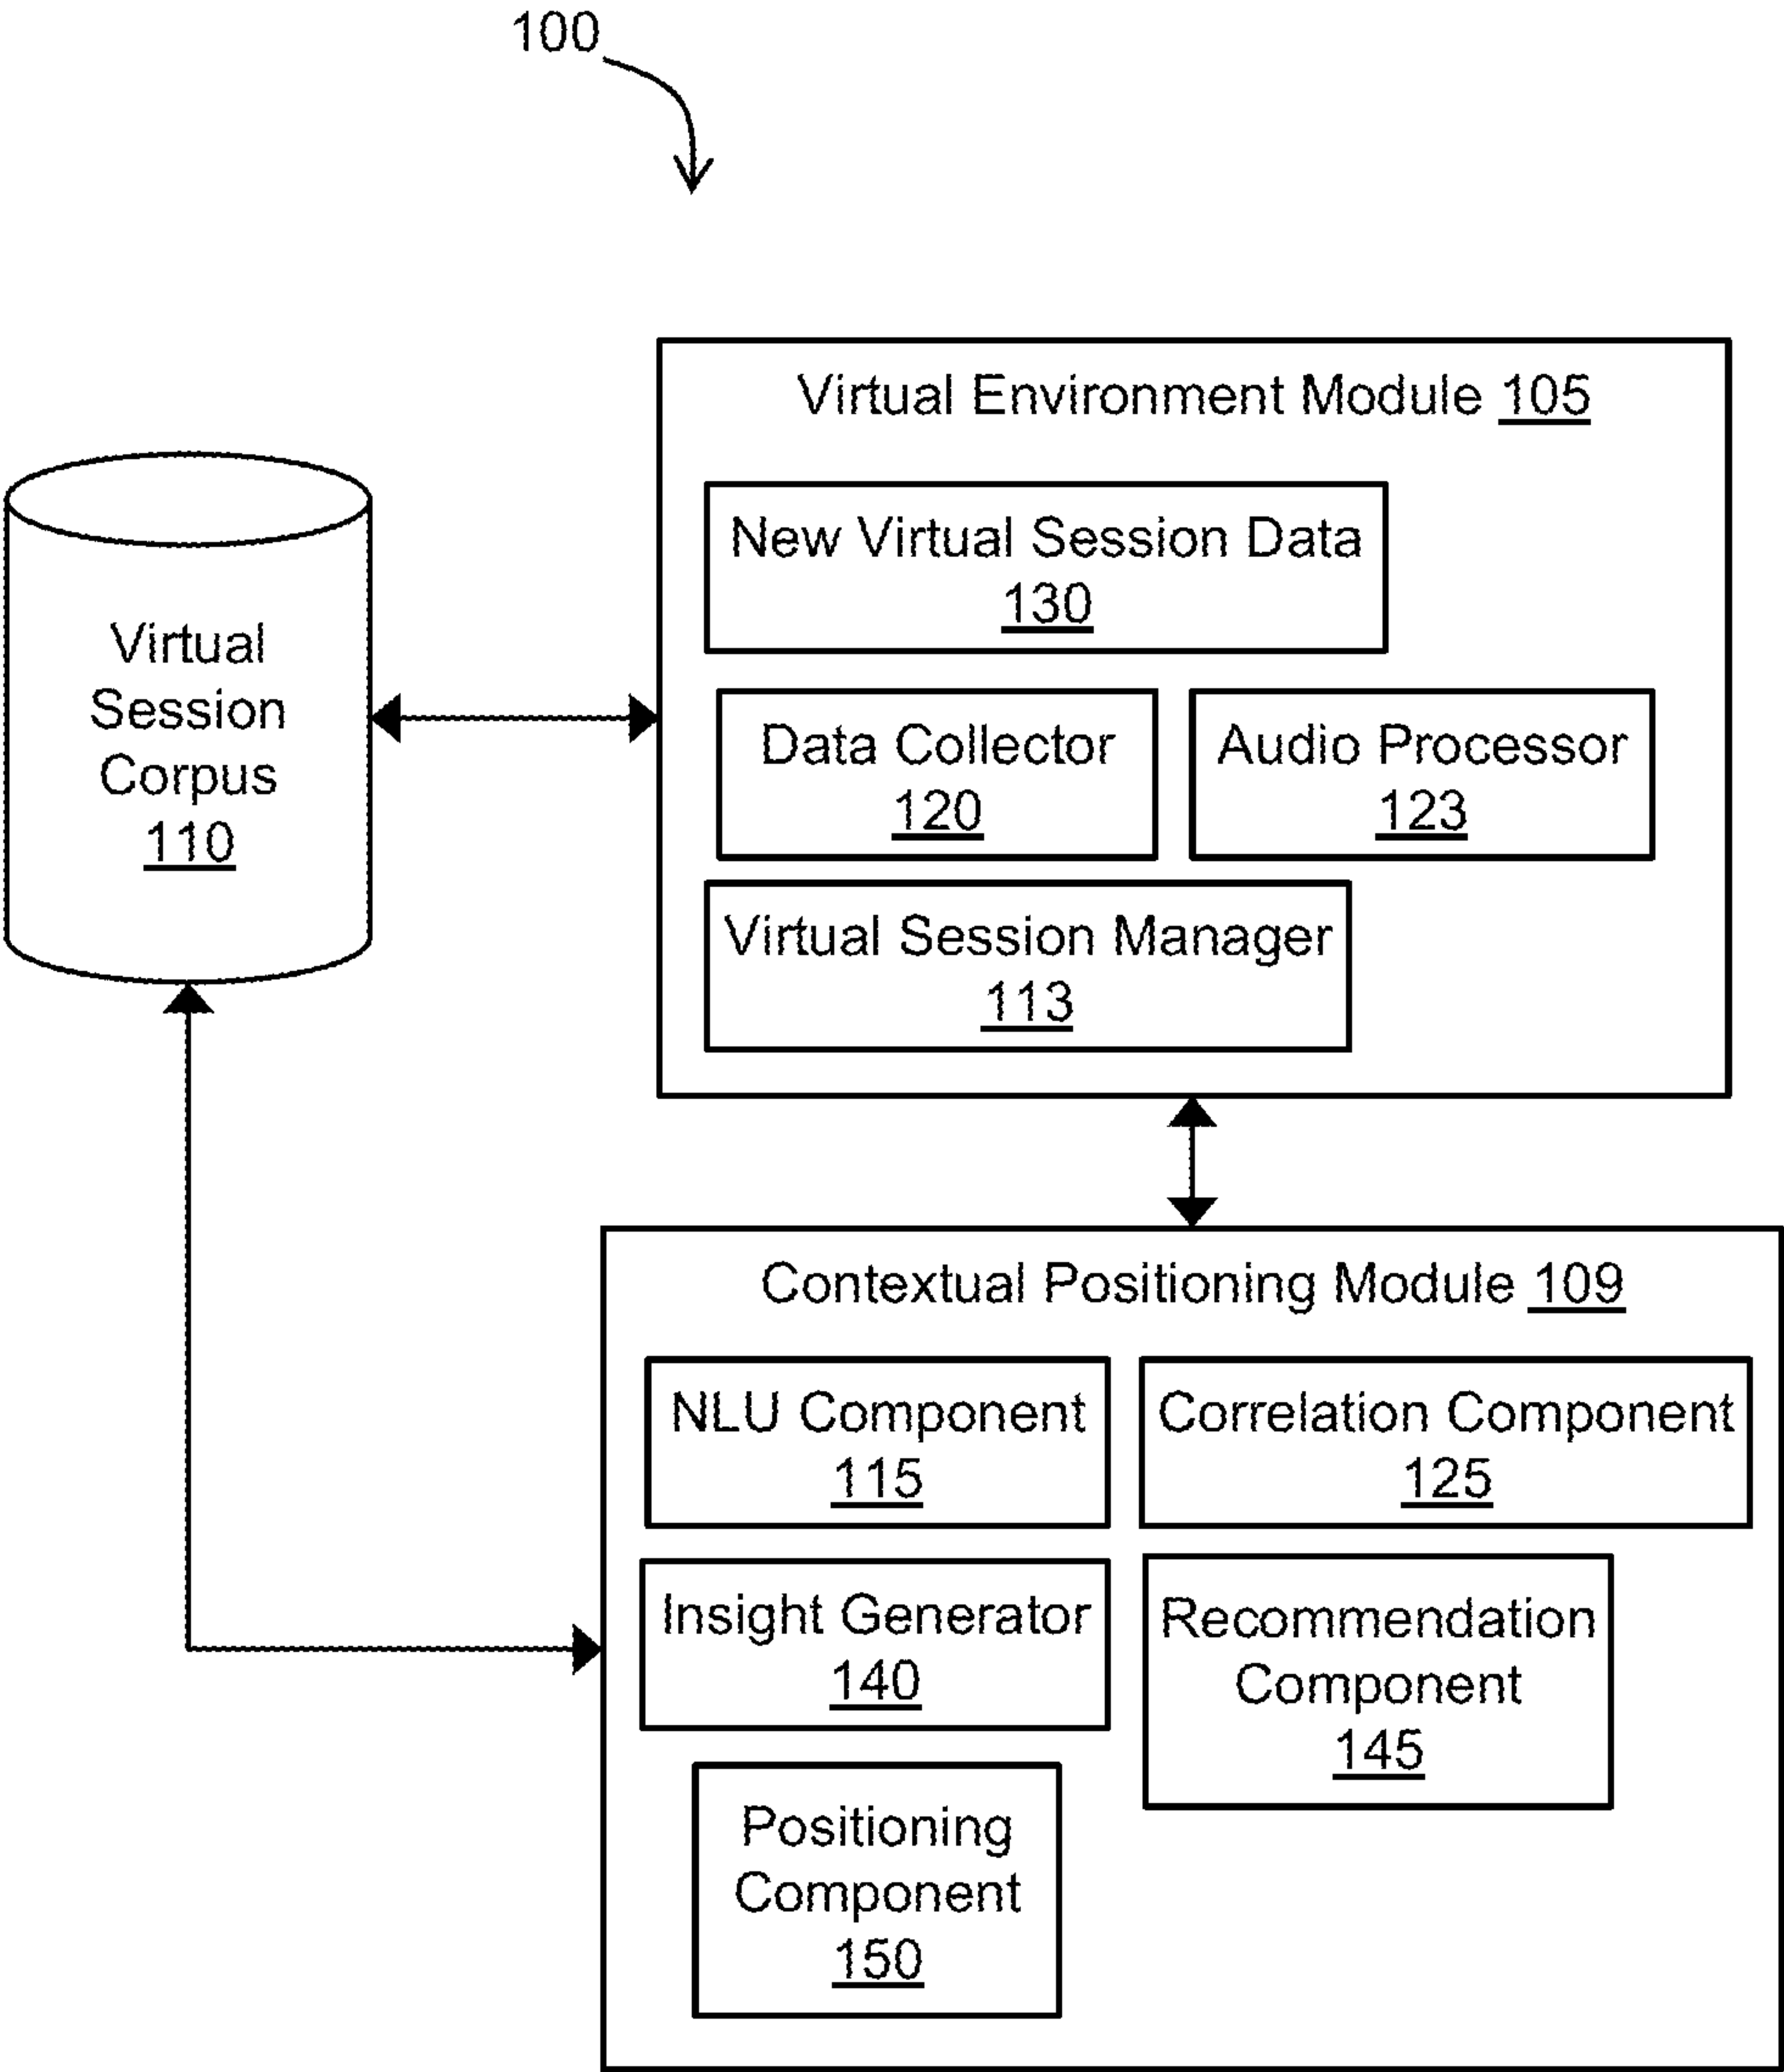 100
Virtual Environment Module 105
New Virtual Session Data
130
Data Collector
120
Audio Processor
123
Virtual Session Manager
113
Virtual
Session
Corpus
110
Contextual Positioning Module 109
NLU Component
115
Correlation Component
125
Insight Generator
140
Recommendation
Component
145
Positioning
Component
150